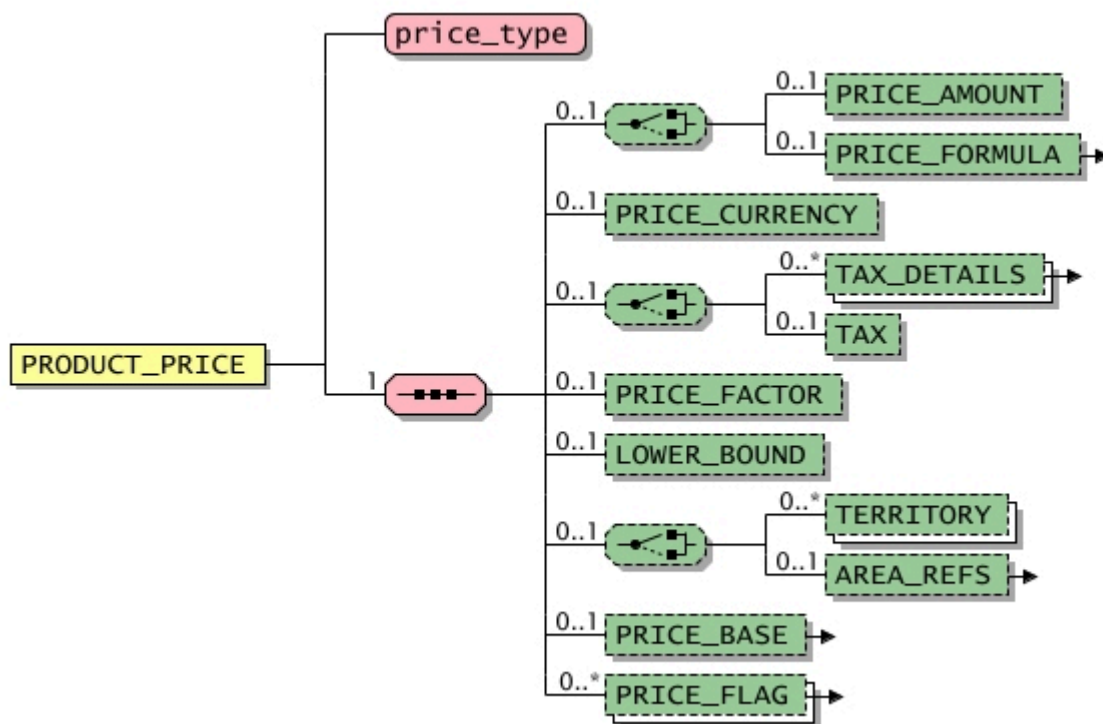 price_type
0..1
PRICE_AMOUNT
0..1
0..1
PRICE_FORMULA
0..1
PRICE_CURRENCY
0..*
TAX_DETAILS
0..1
0..1
TAX
PRODUCT_PRICE
1
0..1
PRICE_FACTOR
0..1
LOWER_BOUND
0..*
TERRITORY
0..1
0..1
AREA_REFS
0..1
PRICE_BASE
0..*
PRICE_FLAG